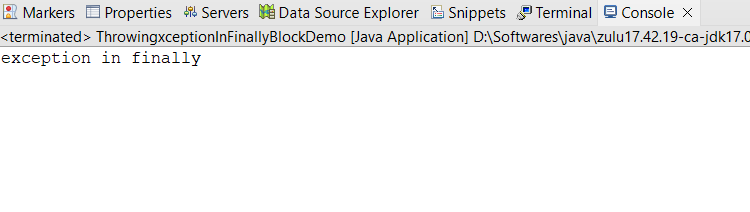 Markers Properties Servers Data Source Explorer Snippets Terminal Console
<terminated> ThrowingxceptionInFinallyBlockDemo [Java Application] D:\Softwares\java\zulu17.42.19-ca-jdk17.0
exception in finally